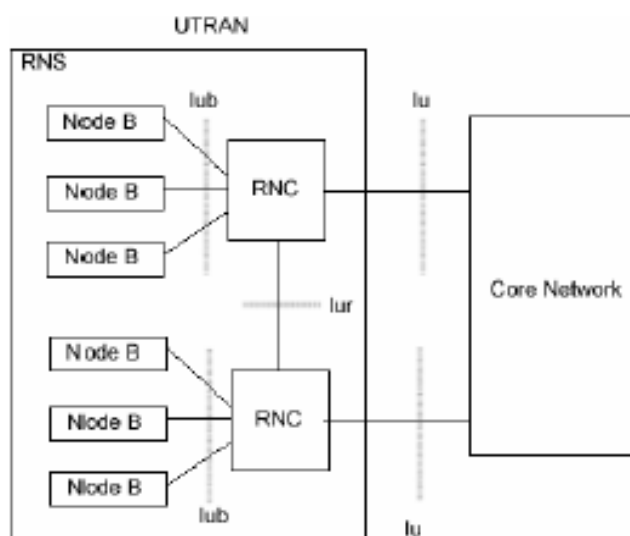 UTRAN
RNS
Iub
Iu
Node B
Node B
RNC
Node B
Core Network
Iur
Node B
Node B
RNC
Node B
Iub
Iu